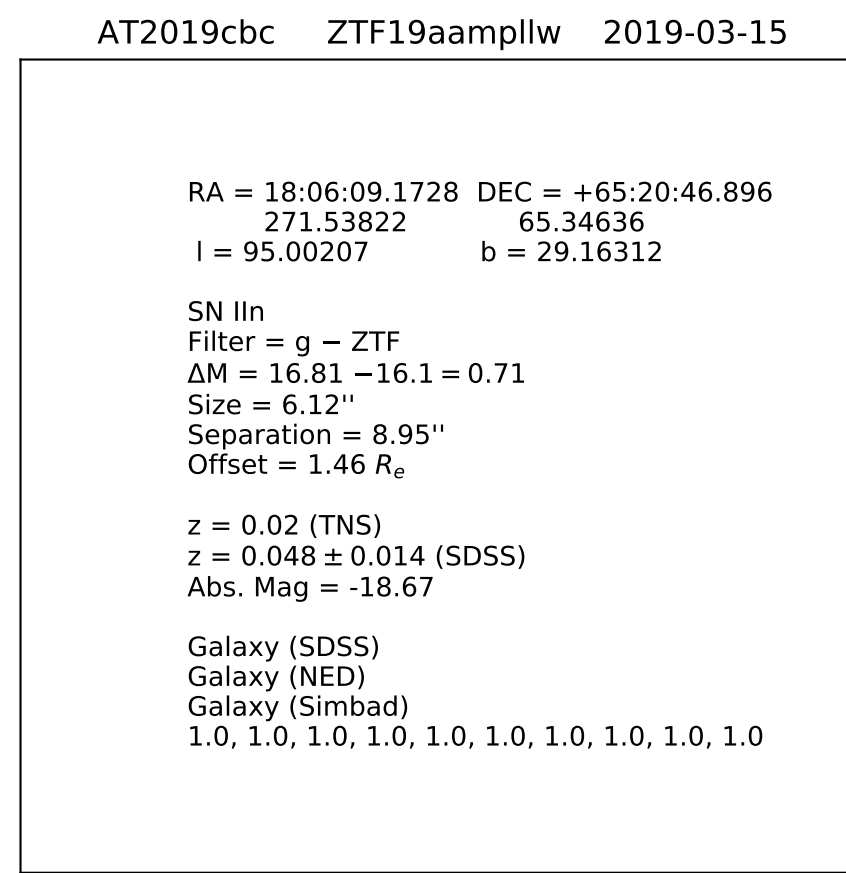 AT2019cbc ZTF19aampllw 2019-03-15
RA = 18:06:09.1728 DEC = +65:20:46.896
271.53822 65.34636
l = 95.00207 b = 29.16312
SN IIn
Filter = g − ZTF
ΔM = 16.81 −16.1 = 0.71
Size = 6.12''
Separation = 8.95''
Offset = 1.46 Rₑ
z = 0.02 (TNS)
z = 0.048 ± 0.014 (SDSS)
Abs. Mag = -18.67
Galaxy (SDSS)
Galaxy (NED)
Galaxy (Simbad)
1.0, 1.0, 1.0, 1.0, 1.0, 1.0, 1.0, 1.0, 1.0, 1.0